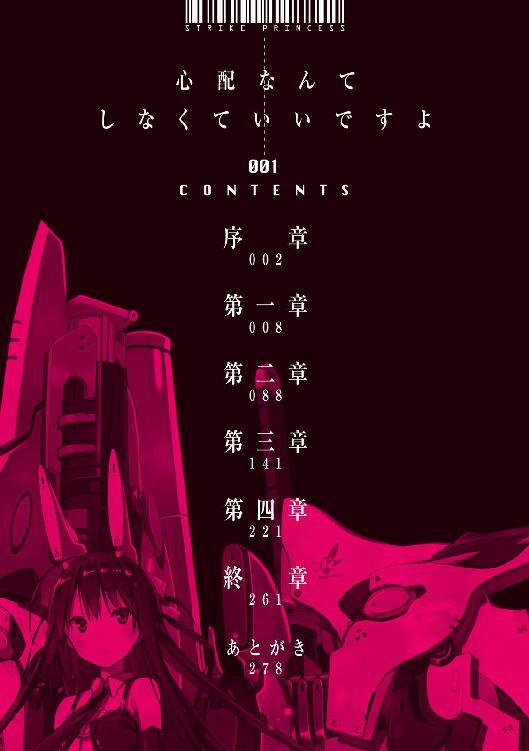 STRIKE PRINCESS
心配なんて
しなくていいですよ
001
CONTENTS
序章
002
第一章
008
第二章
088
第三章
141
第四章
221
終章
261
あとがき
278